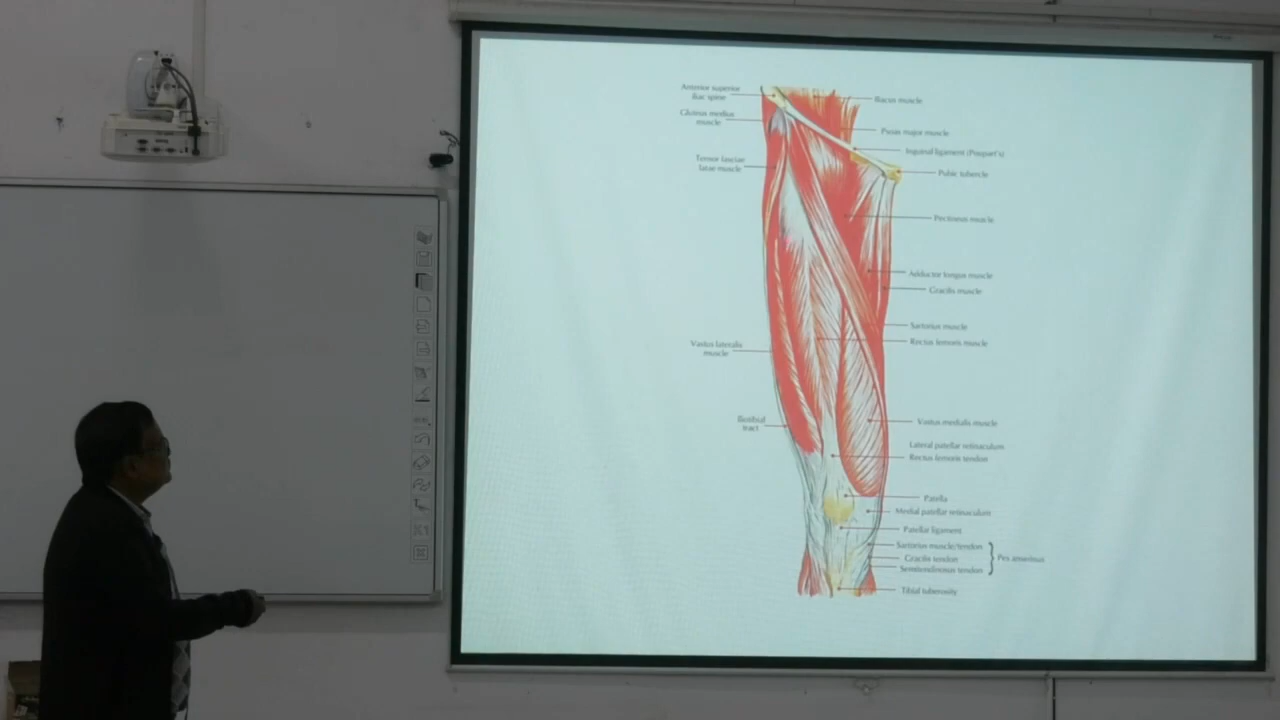 Anterior superior
iliac spine
Gluteus medius
muscle
Tensor fasciae
latae muscle
Vastus lateralis
muscle
Iliotibial
tract
Iliacus muscle
Psoas major muscle
Inguinal ligament (Poupart's)
Pubic tubercle
Pectineus muscle
Adductor longus muscle
Gracilis muscle
Sartorius muscle
Rectus femoris muscle
Vastus medialis muscle
Lateral patellar retinaculum
Rectus femoris tendon
Patella
Medial patellar retinaculum
Patellar ligament
Sartorius muscle/tendon
Gracilis tendon
Semitendinosus tendon
Pes anserinus
Tibial tuberosity